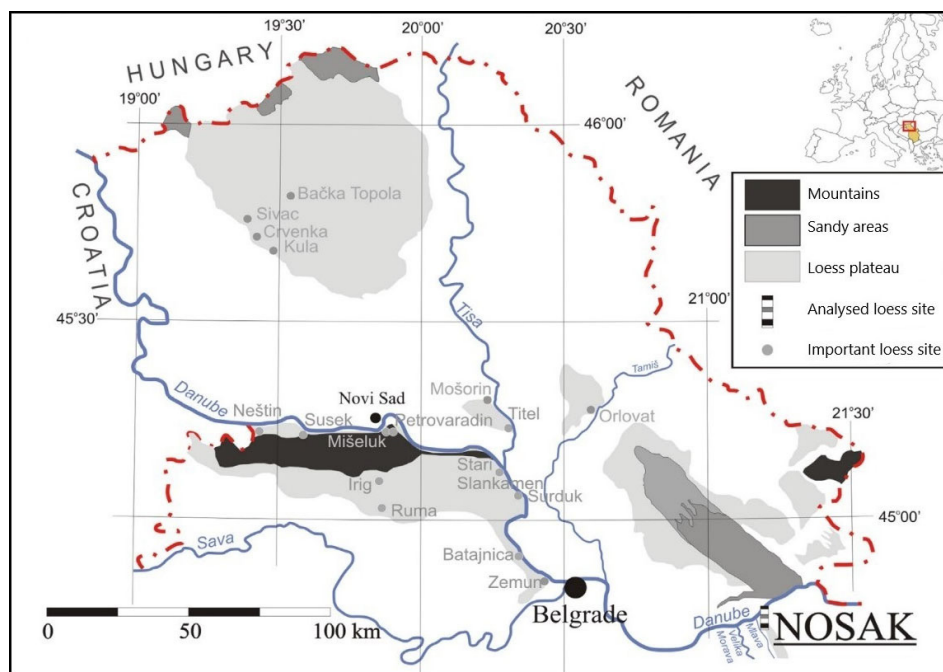 HUNGARY
ROMANIA
CROATIA
19°00'
19°30'
20°00'
20°30'
46°00'
45°30'
21°00'
21°30'
45°00'
Mountains
Sandy areas
Loess plateau
Analysed loess site
Important loess site
Bačka Topola
Sivac
Crvenka
Kula
Tisa
Tamiš
Danube
Novi Sad
Neštin
Susek
Petrovaradin
Mišeluk
Mošorin
Titel
Orlovat
Stari
Slankamen
Surduk
Irig
Ruma
Sava
Batajnica
Zemun
Belgrade
Danube
NOSAK
Mlava
Velika
Morava
0 50 100 km